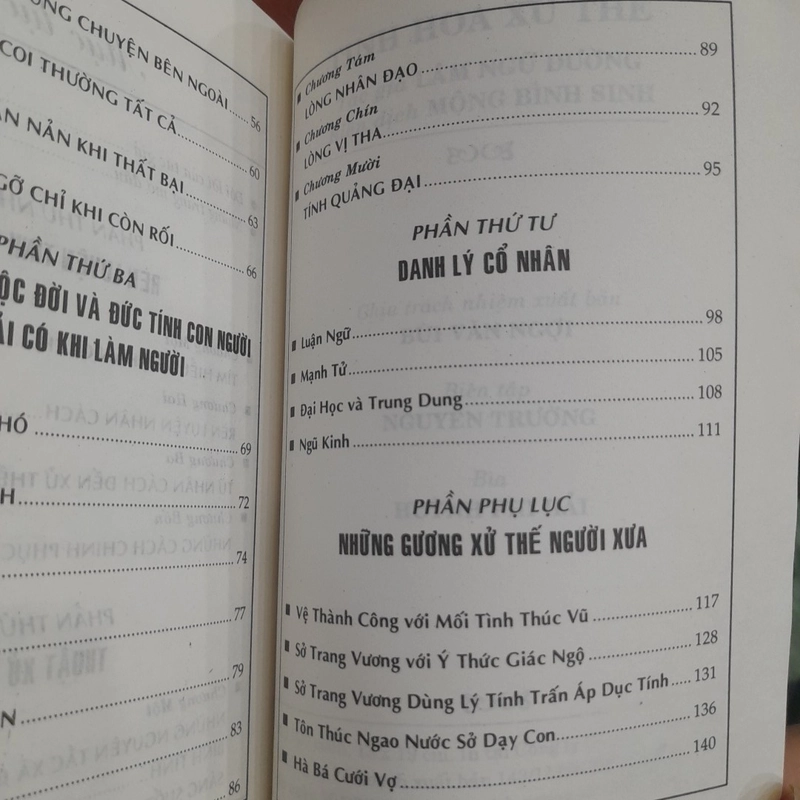 CHUYỆN BÊN NGOÀI 56
COI THƯỜNG TẤT CẢ 60
NẢN KHI THẤT BẠI 63
GỠ CHỈ KHI CÒN RỐI 66
PHẦN THỨ BA
ỘC ĐỜI VÀ ĐỨC TÍNH CON NGƯỜI
ẢI CÓ KHI LÀM NGƯỜI
HÓ 69
H 72
74
77
N 79
83
86
Chương Tám
LÒNG NHÂN ĐẠO 89
Chương Chín
LÒNG VỊ THA 92
Chương Mười
TÍNH QUẢNG ĐẠI 95
PHẦN THỨ TƯ
DANH LÝ CỔ NHÂN
Luận Ngữ 98
Mạnh Tử 105
Đại Học và Trung Dung 108
Ngũ Kinh 111
PHẦN PHỤ LỤC
NHỮNG GƯƠNG XỬ THẾ NGƯỜI XƯA
Vệ Thành Công với Mối Tình Thúc Vũ 117
Sở Trang Vương với Ý Thức Giác Ngộ 128
Sở Trang Vương Dùng Lý Tính Trấn Áp Dục Tính 131
Tôn Thúc Ngao Nước Sở Dạy Con 136
Hà Bá Cưới Vợ 140